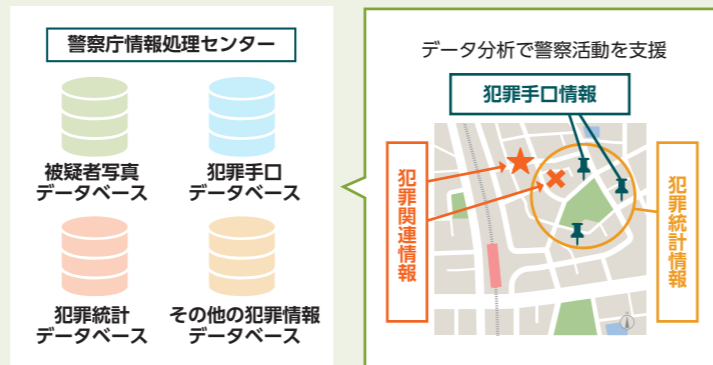 警察庁情報処理センター
被疑者写真
データベース
犯罪手口
データベース
犯罪統計
データベース
その他の犯罪情報
データベース
データ分析で警察活動を支援
犯罪手口情報
犯罪関連情報
犯罪統計情報